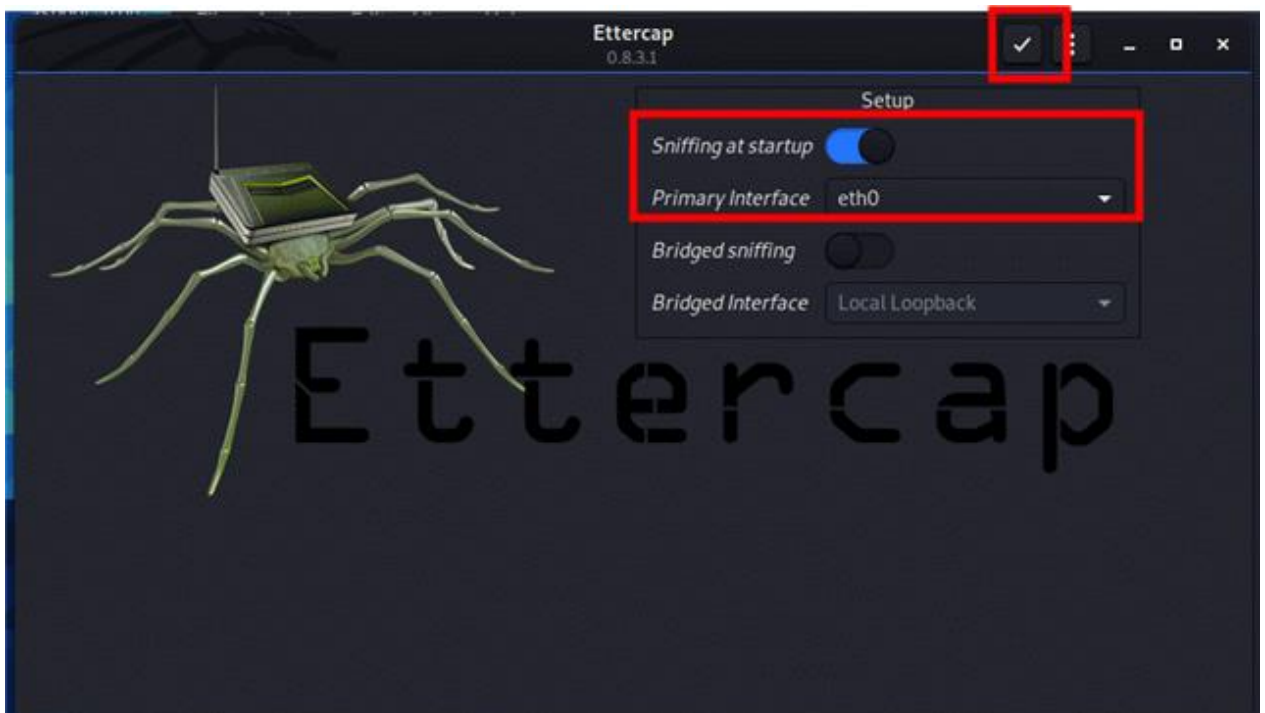 Ettercap
0.8.3.1
Setup
Sniffing at startup
Primary Interface eth0
Bridged sniffing
Bridged Interface Local Loopback
Ettercap